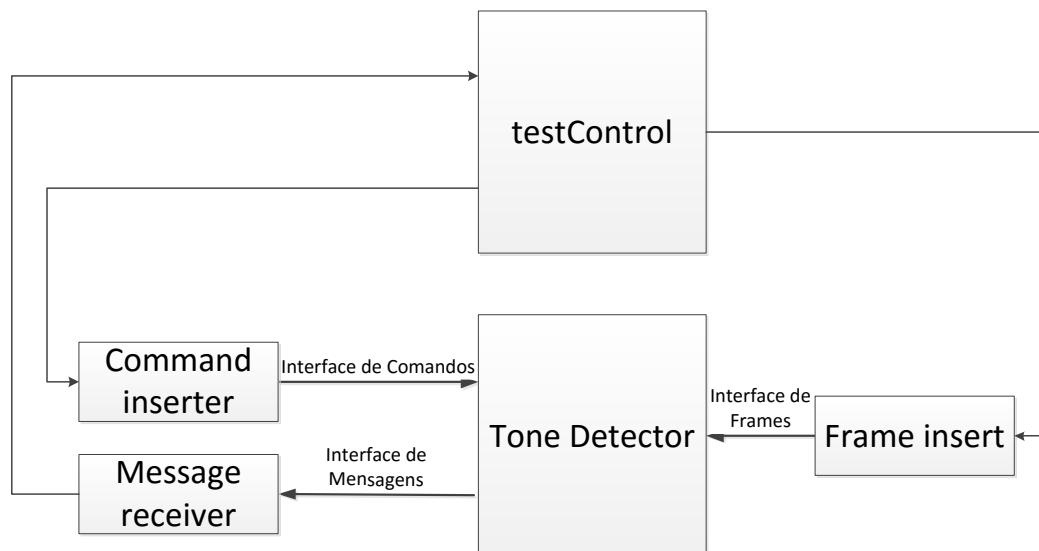 testControl
Command
inserter
Interface de Comandos
Tone Detector
Interface de
Frames
Frame insert
Message
receiver
Interface de
Mensagens